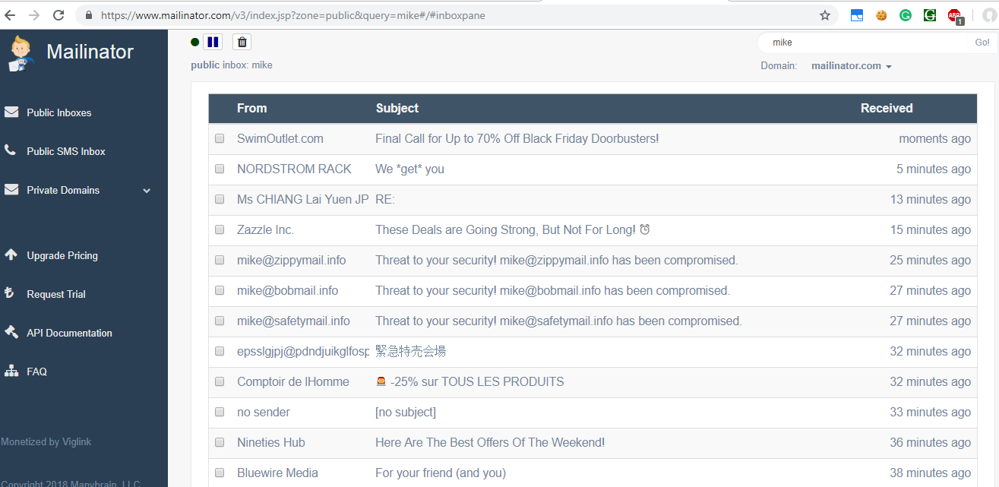 https://www.mailinator.com/v3/index.jsp?zone=public&query=mike#/#inboxpane
ABP
1
Mailinator
mike
Go!
public inbox: mike
Domain: mailinator.com
Public Inboxes
Public SMS Inbox
Private Domains
Upgrade Pricing
Request Trial
API Documentation
FAQ
Monetized by Viglink
Copyright 2018 Manybrain, LLC
From Subject Received
SwimOutlet.com Final Call for Up to 70% Off Black Friday Doorbusters! moments ago
NORDSTROM RACK We *get* you 5 minutes ago
Ms CHIANG Lai Yuen JP RE: 13 minutes ago
Zazzle Inc. These Deals are Going Strong, But Not For Long! ⏰ 15 minutes ago
mike@zippymail.info Threat to your security! mike@zippymail.info has been compromised. 25 minutes ago
mike@bobmail.info Threat to your security! mike@bobmail.info has been compromised. 27 minutes ago
mike@safetymail.info Threat to your security! mike@safetymail.info has been compromised. 27 minutes ago
epsslgjpj@pdndjuikglfosp 緊急特売会場 32 minutes ago
Comptoir de lHomme 🚨 -25% sur TOUS LES PRODUITS 32 minutes ago
no sender [no subject] 33 minutes ago
Nineties Hub Here Are The Best Offers Of The Weekend! 36 minutes ago
Bluewire Media For your friend (and you) 38 minutes ago